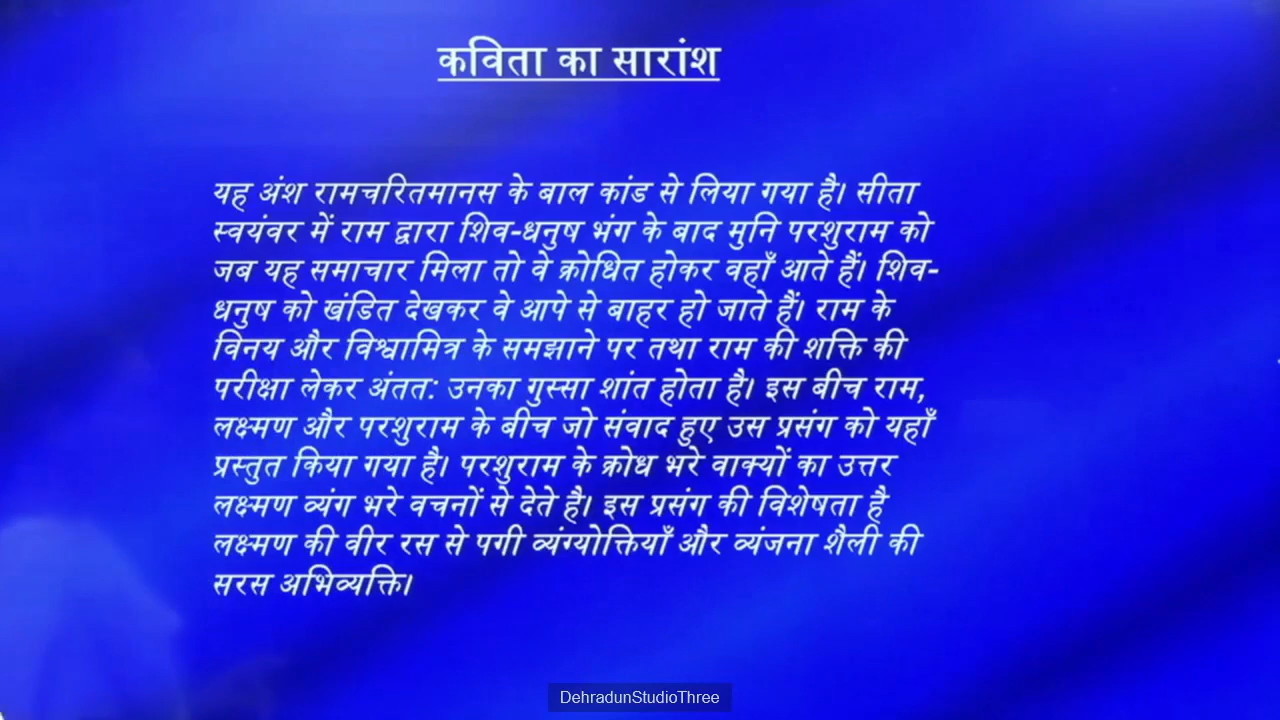 कविता का सारांश
यह अंश रामचरितमानस के बाल कांड से लिया गया है। सीता
स्वयंवर में राम द्वारा शिव-धनुष भंग के बाद मुनि परशुराम को
जब यह समाचार मिला तो वे क्रोधित होकर वहाँ आते हैं। शिव-
धनुष को खंडित देखकर वे आपे से बाहर हो जाते हैं। राम के
विनय और विश्वामित्र के समझाने पर तथा राम की शक्ति की
परीक्षा लेकर अंतत: उनका गुस्सा शांत होता है। इस बीच राम,
लक्ष्मण और परशुराम के बीच जो संवाद हुए उस प्रसंग को यहाँ
प्रस्तुत किया गया है। परशुराम के क्रोध भरे वाक्यों का उत्तर
लक्ष्मण व्यंग भरे वचनों से देते है। इस प्रसंग की विशेषता है
लक्ष्मण की वीर रस से पगी व्यंग्योक्तियाँ और व्यंजना शैली की
सरस अभिव्यक्ति।
DehradunStudioThree